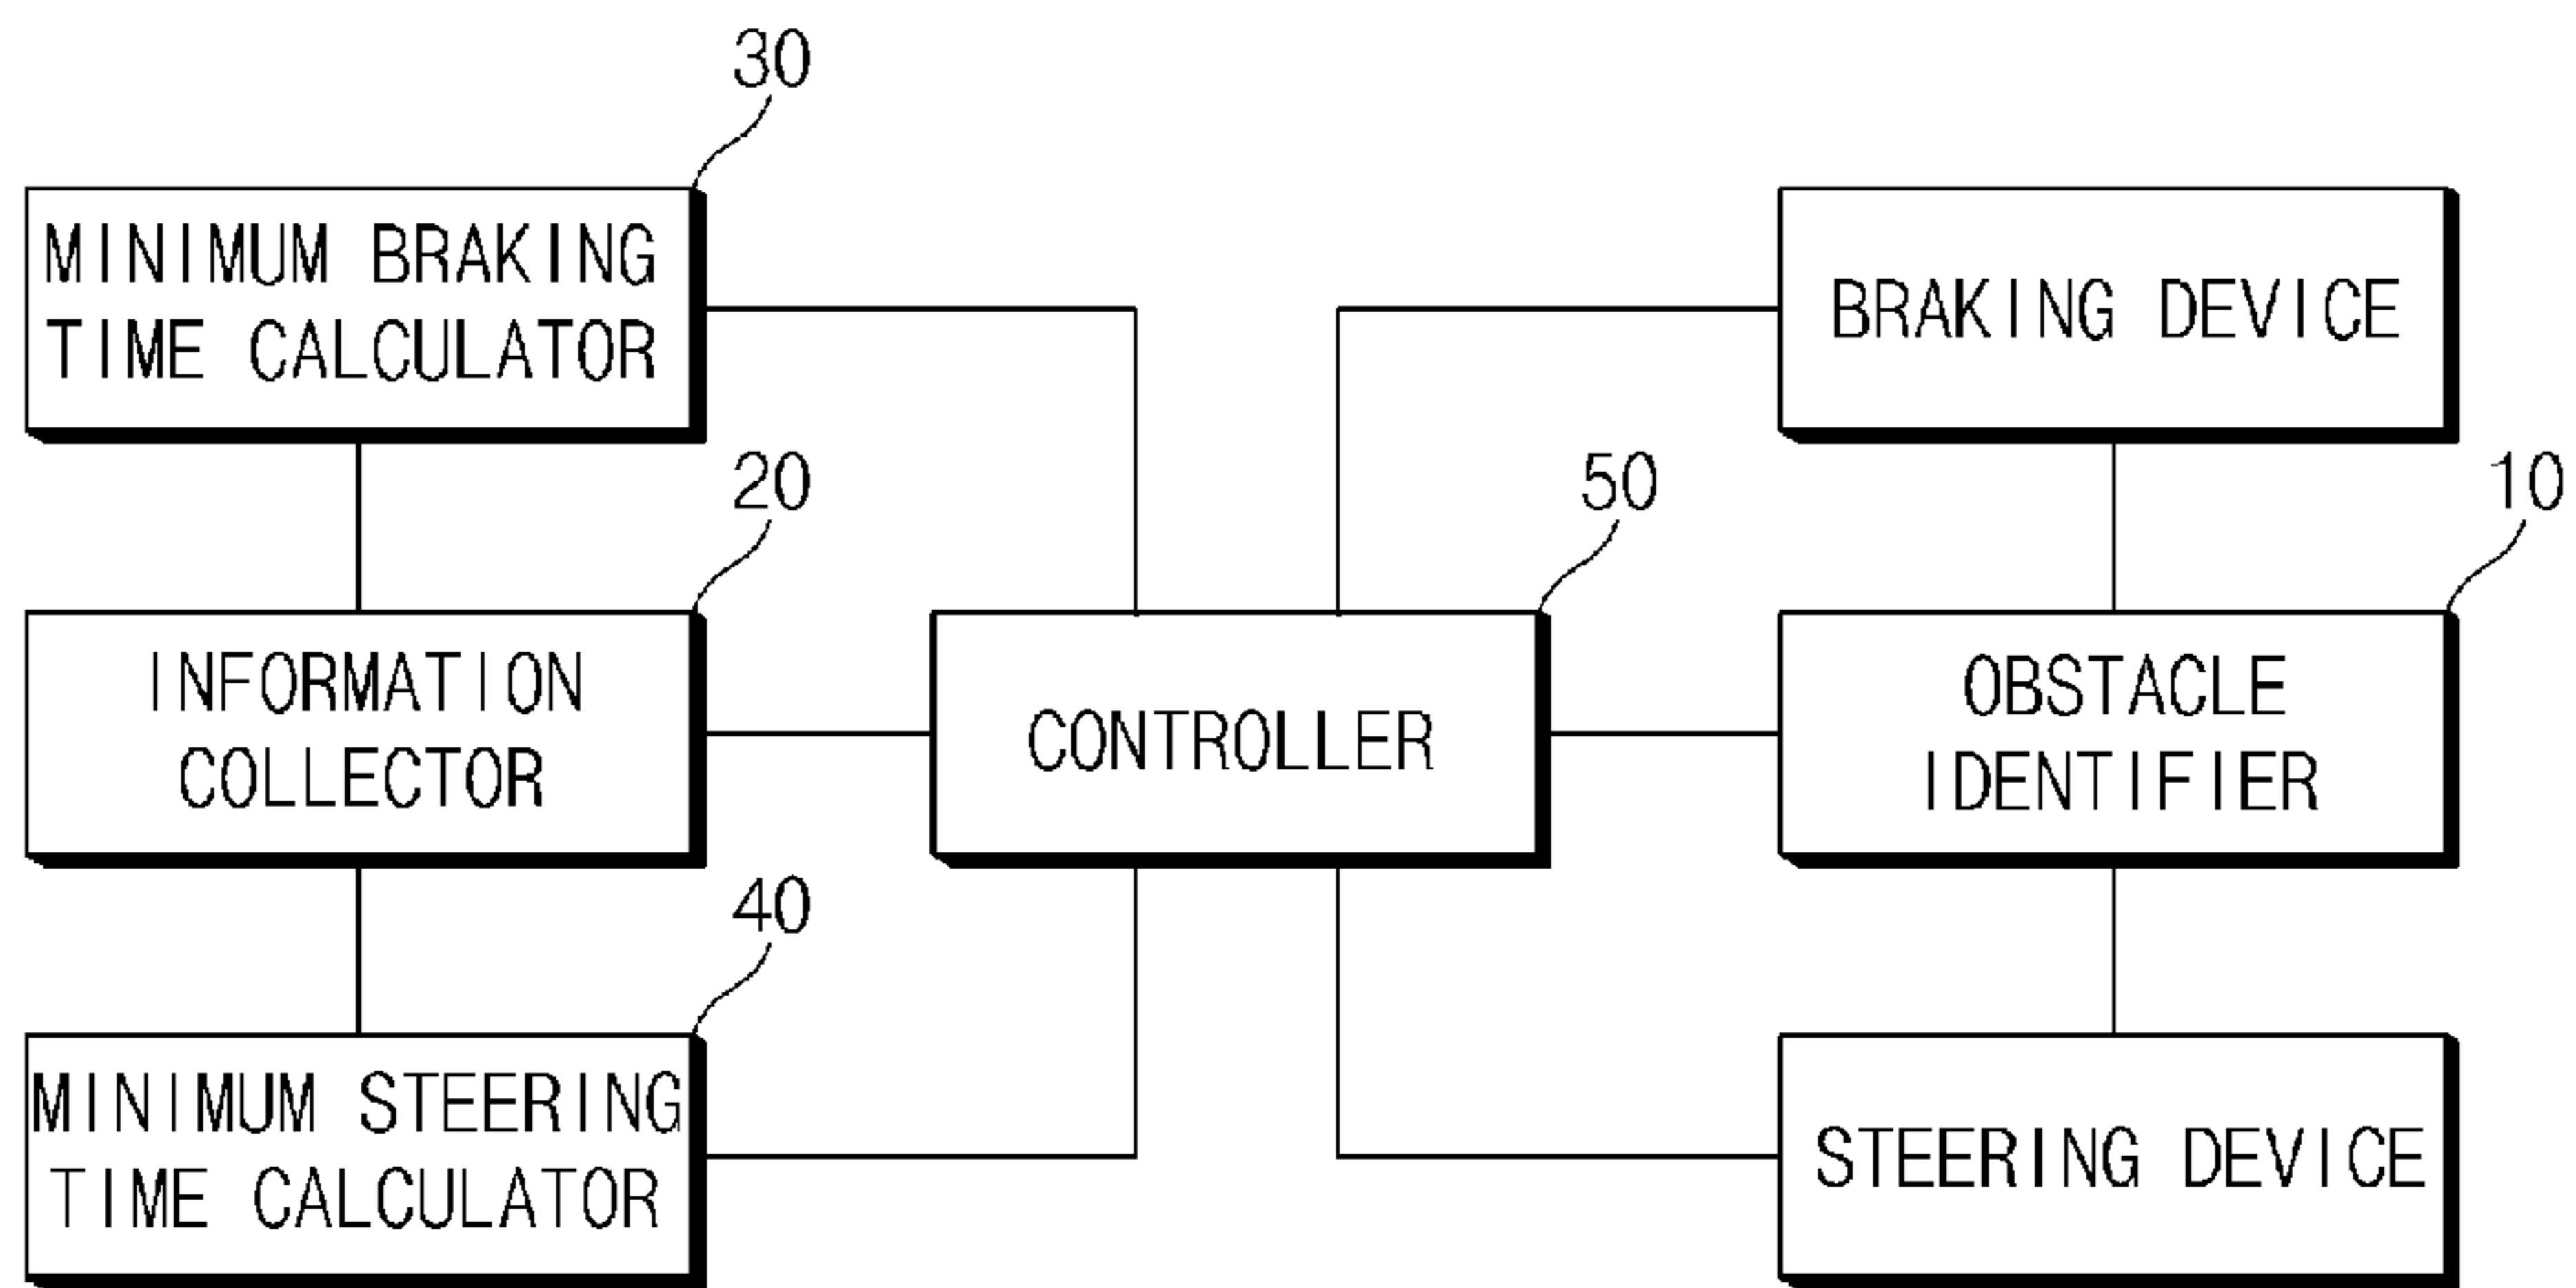 30
MINIMUM BRAKING
TIME CALCULATOR
BRAKING DEVICE
20
INFORMATION
COLLECTOR
50
CONTROLLER
10
OBSTACLE
IDENTIFIER
40
MINIMUM STEERING
TIME CALCULATOR
STEERING DEVICE